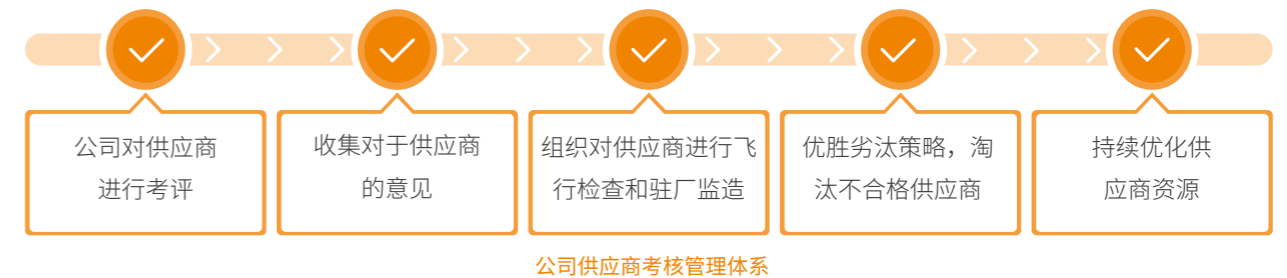 公司对供应商
进行考评
收集对于供应商
的意见
组织对供应商进行飞
行检查和驻厂监造
优胜劣汰策略，淘
汰不合格供应商
持续优化供
应商资源
公司供应商考核管理体系